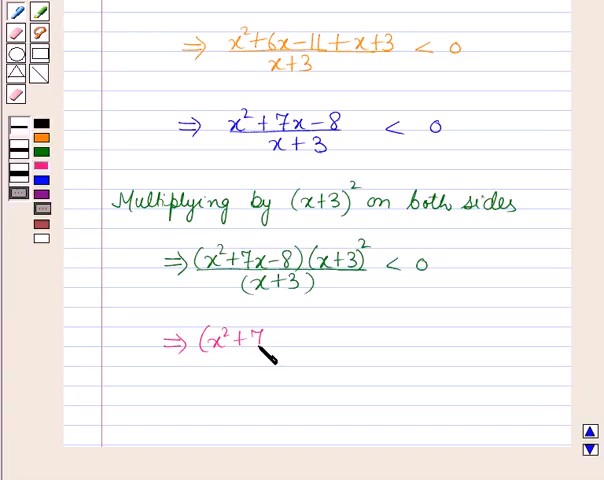 ⇒ x²+6x-11+x+3 / x+3 < 0
⇒ x²+7x-8 / x+3 < 0
Multiplying by (x+3)² on both sides
⇒ (x²+7x-8)(x+3)² / (x+3) < 0
⇒ (x²+7